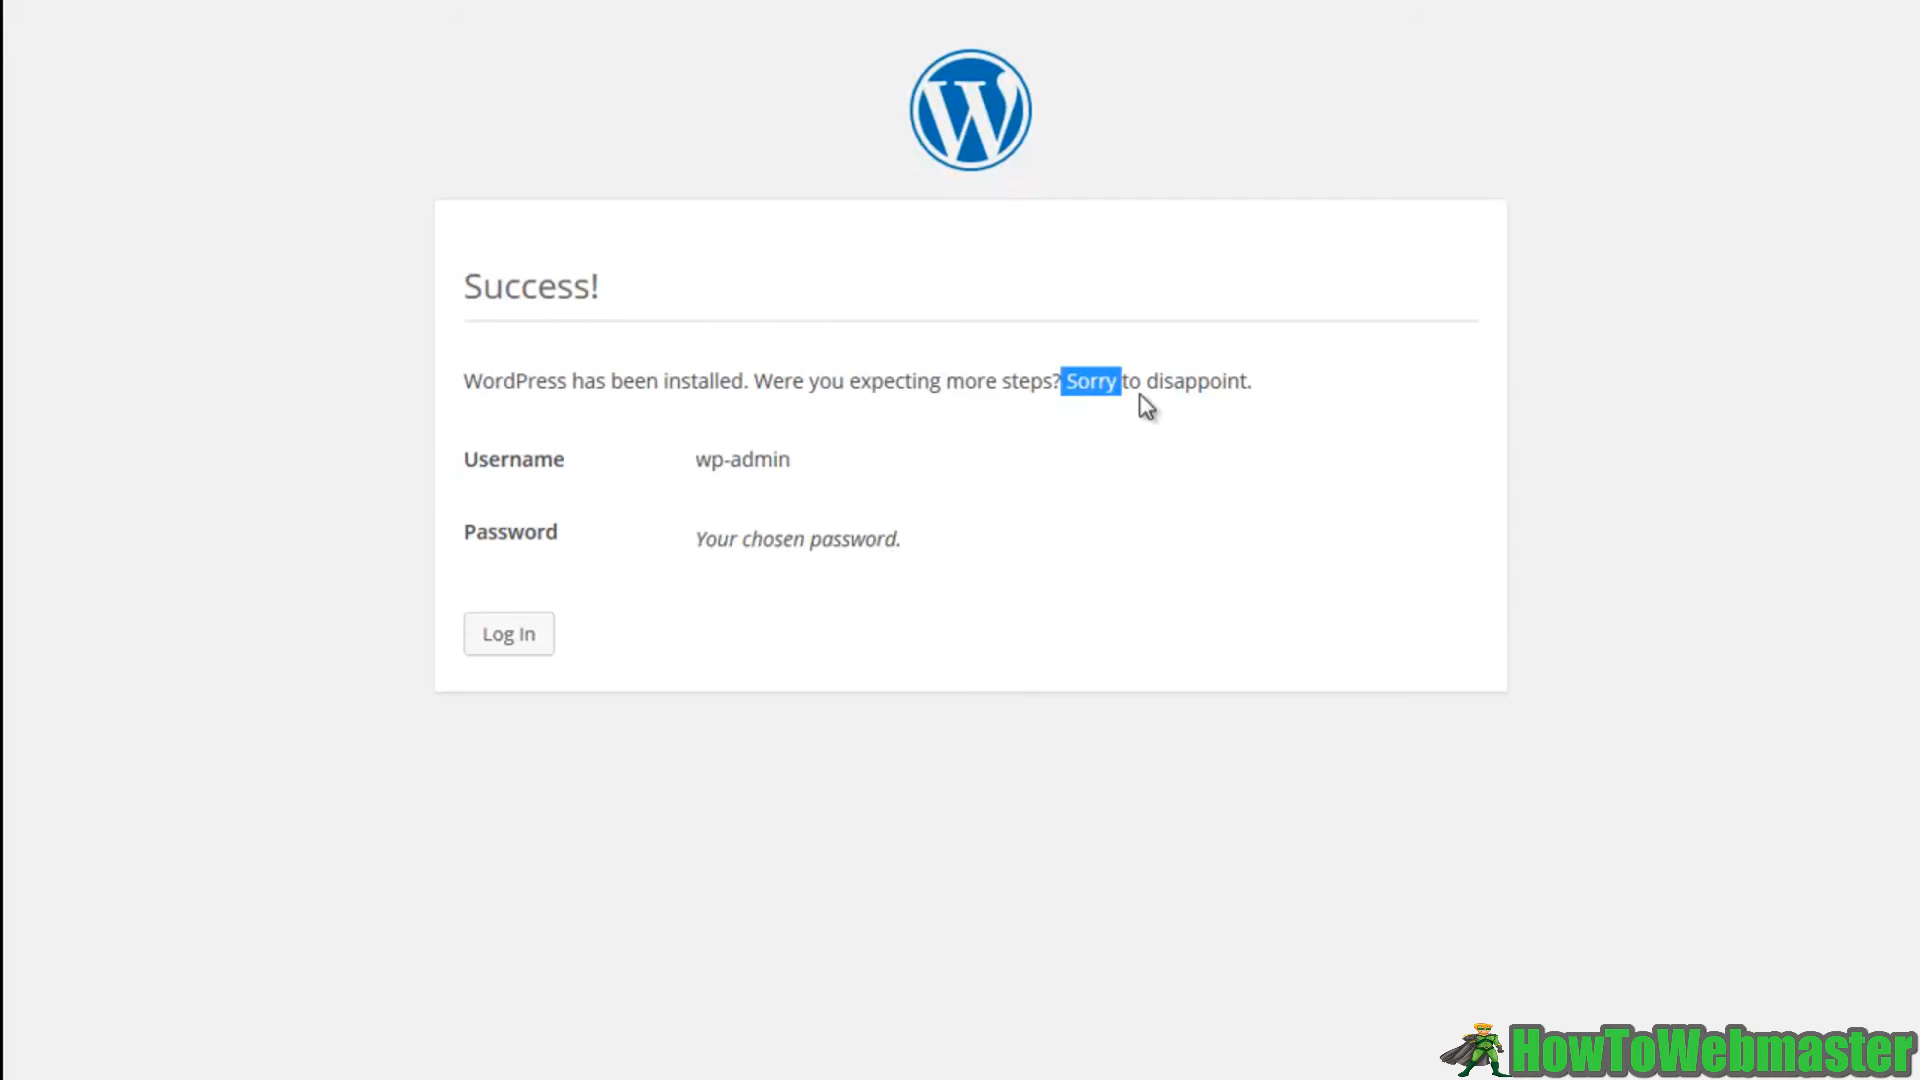 Success!
WordPress has been installed. Were you expecting more steps? Sorry to disappoint.
Username wp-admin
Password Your chosen password.
Log In
HowToWebmaster